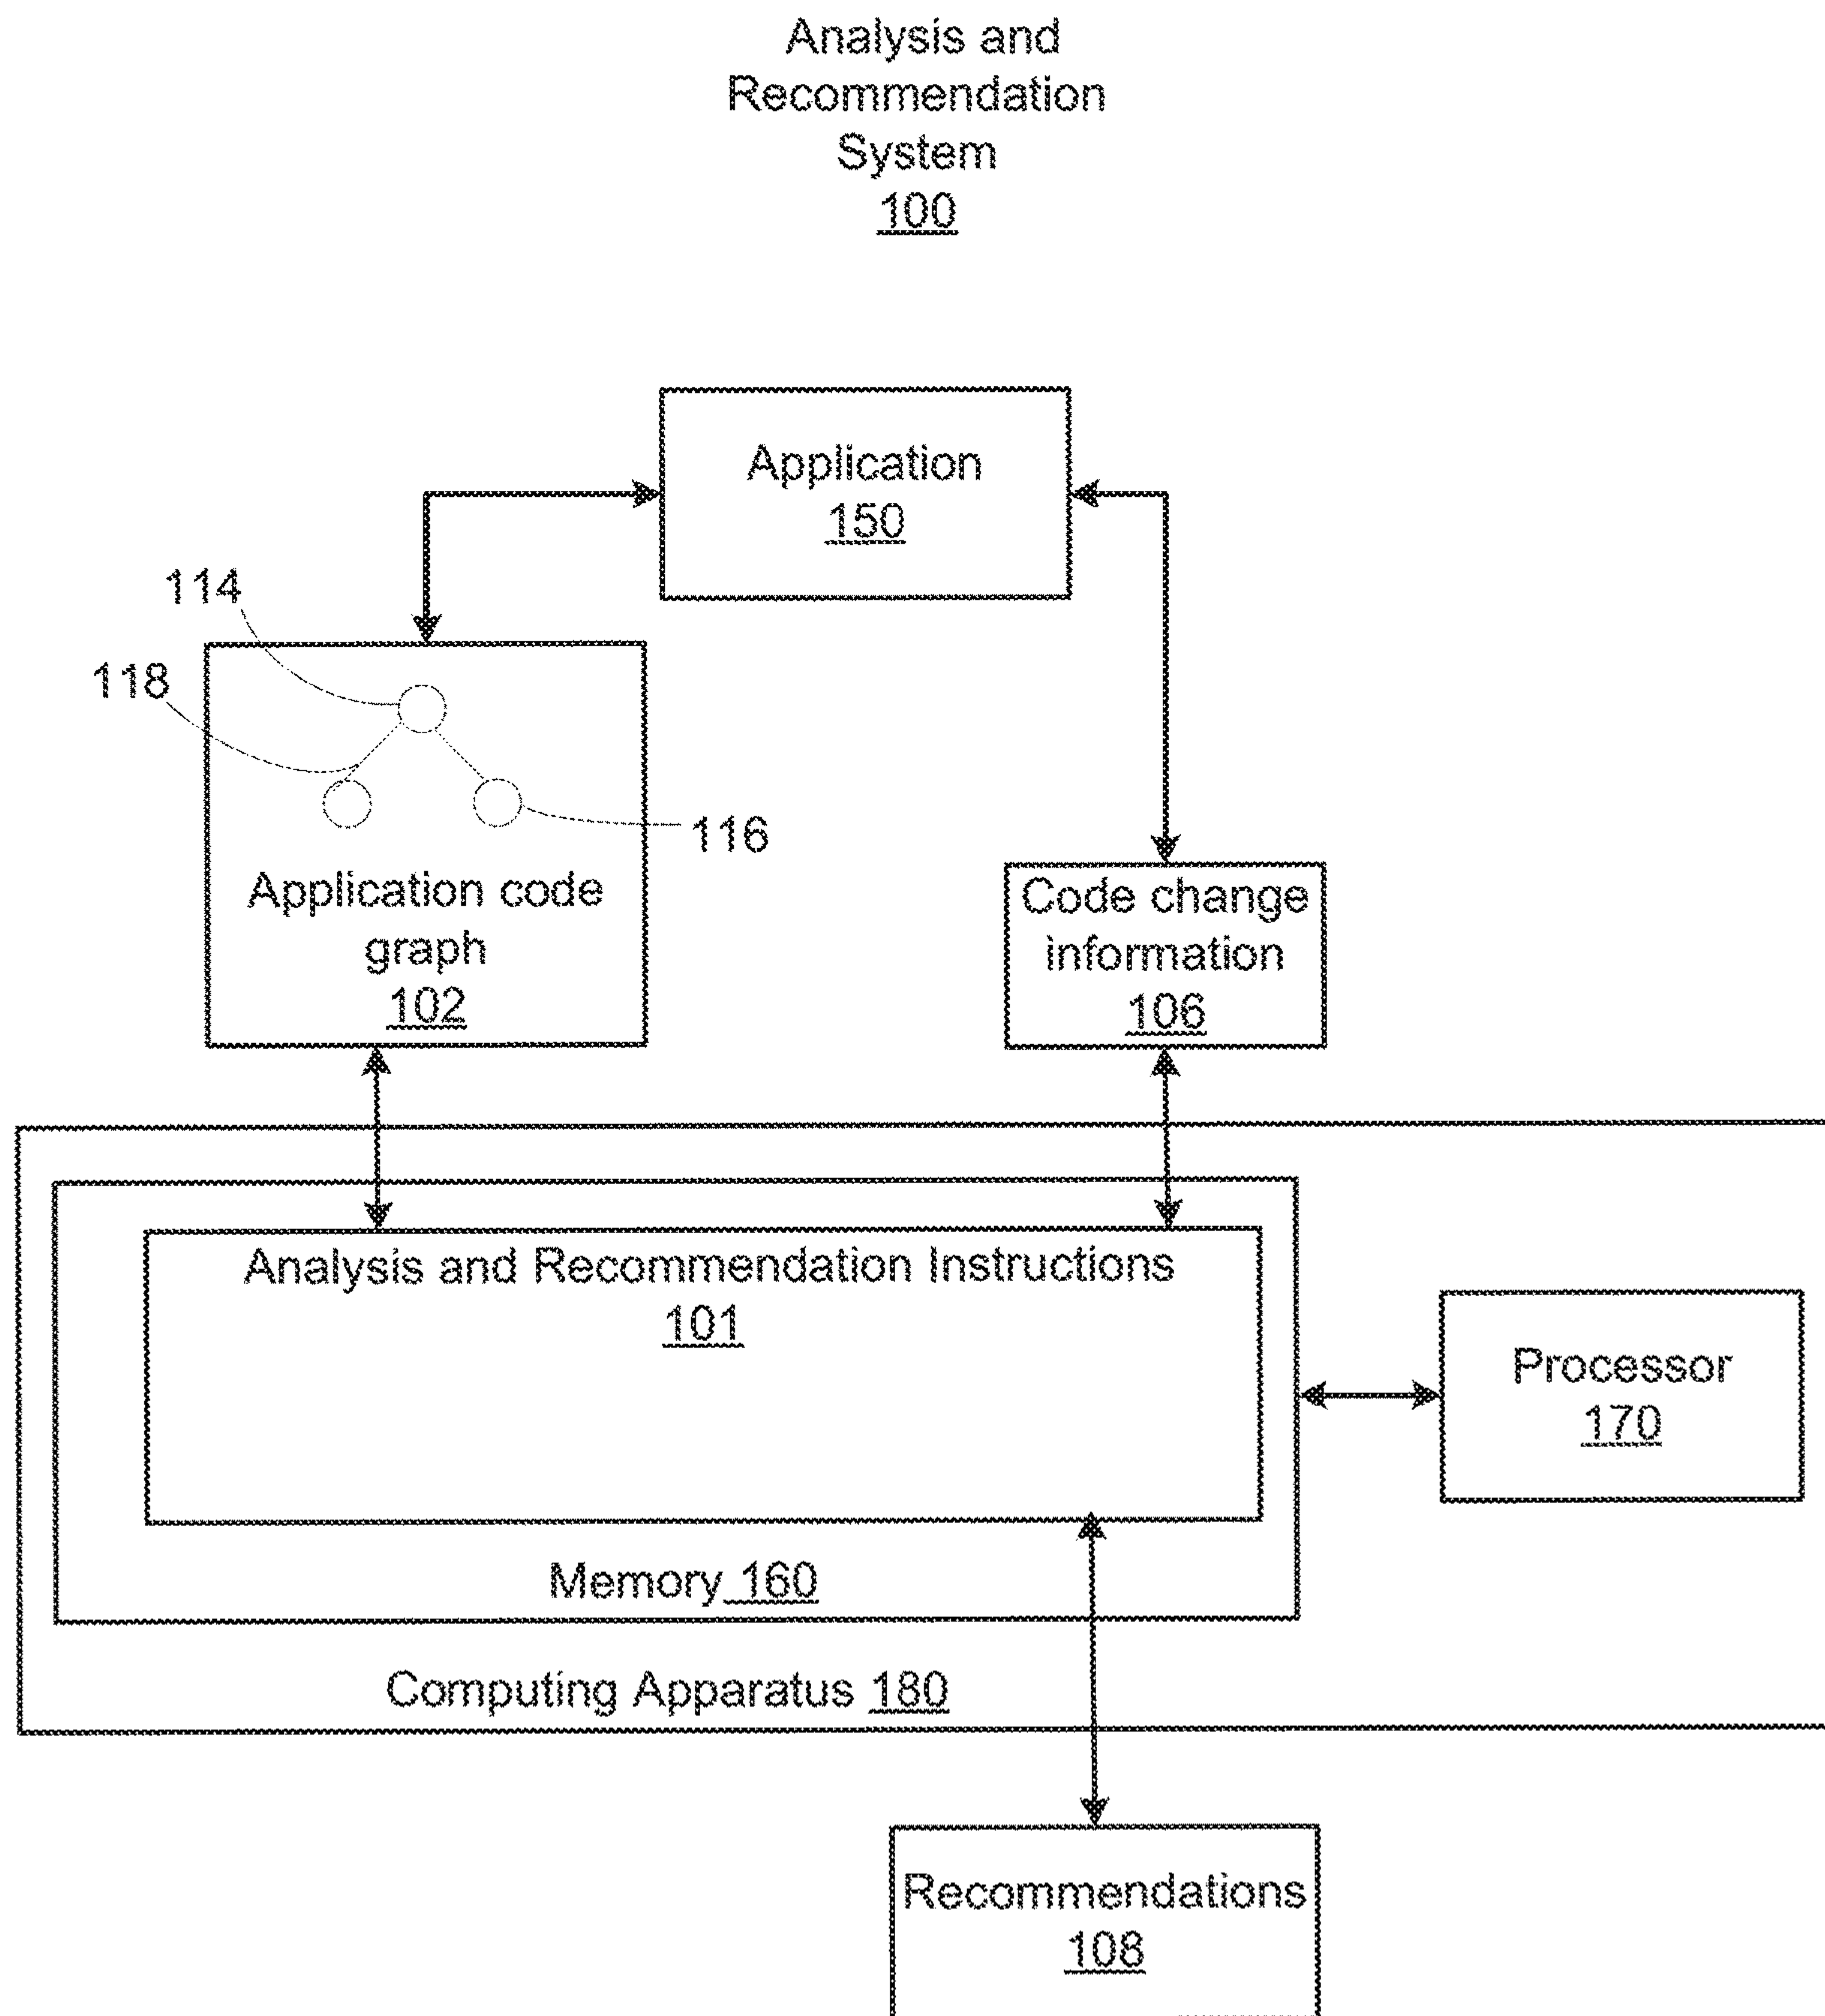 Analysis and
Recommendation
System
100
Application
150
114
118
116
Application code
graph
102
Code change
information
106
Analysis and Recommendation Instructions
101
Processor
170
Memory 160
Computing Apparatus 180
Recommendations
108